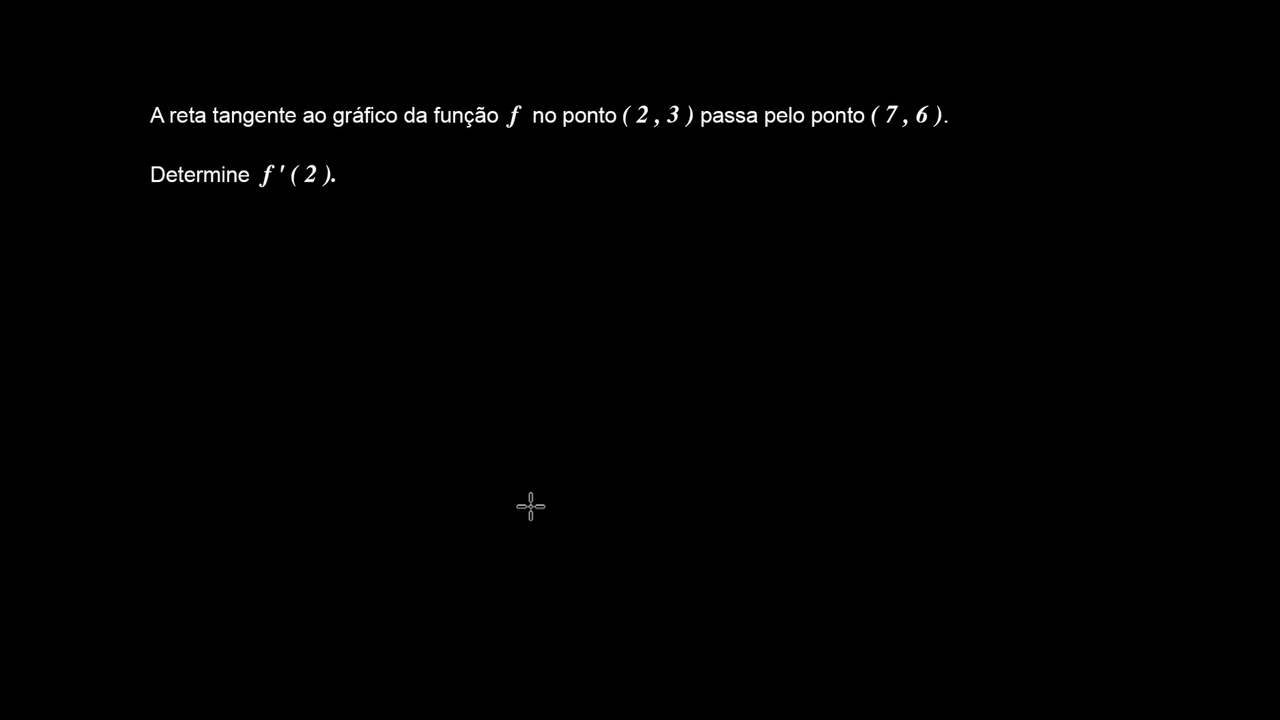 A reta tangente ao gráfico da função f no ponto ( 2 , 3 ) passa pelo ponto ( 7 , 6 ).
Determine f ' ( 2 ).